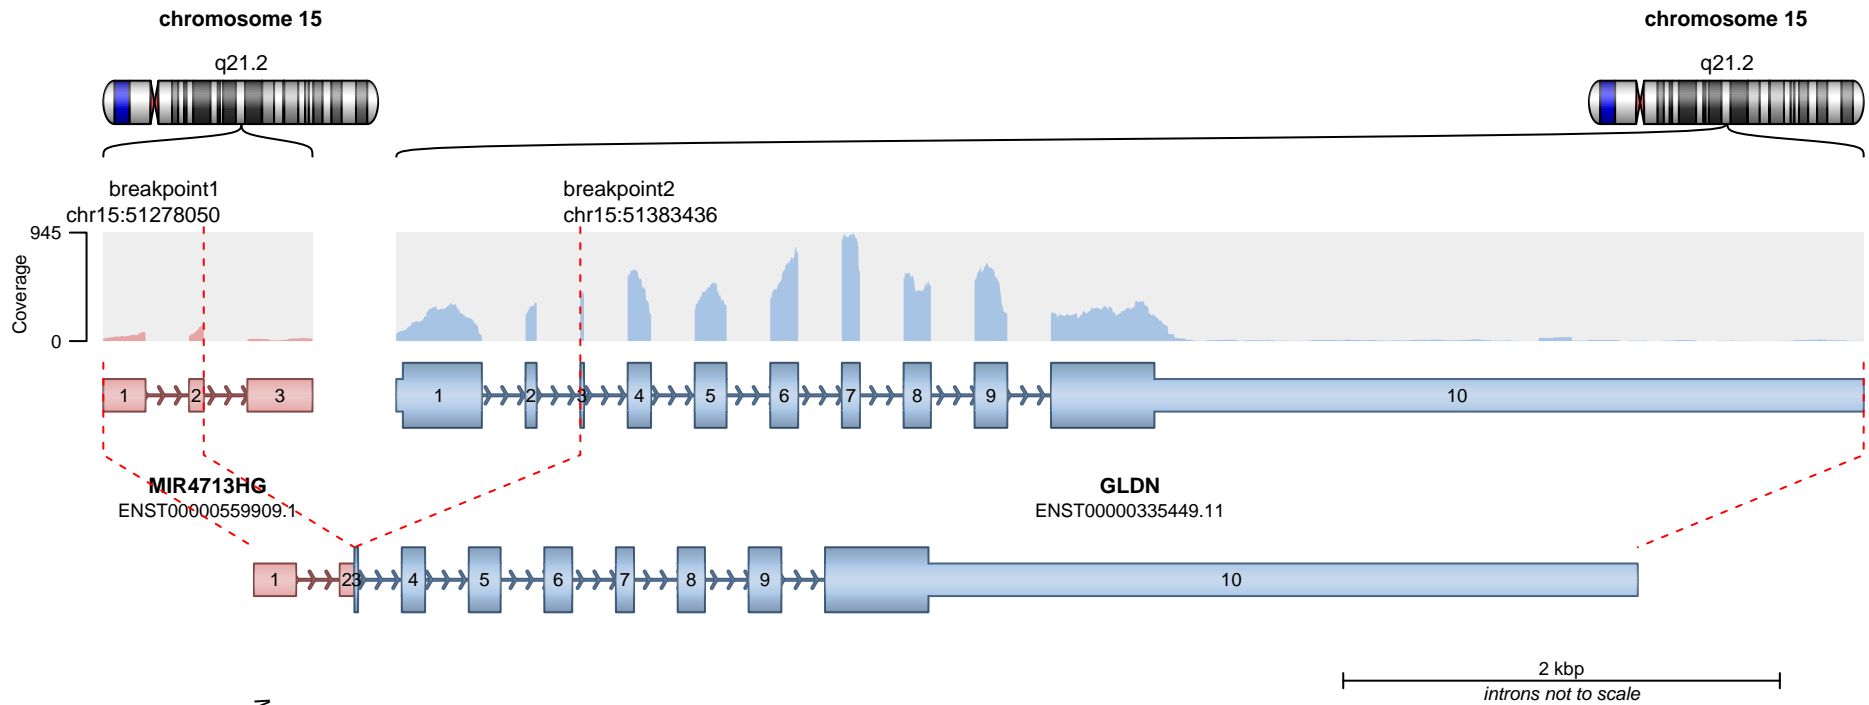 chromosome 15
chromosome 15
q21.2
q21.2
breakpoint1
chr15:51278050
breakpoint2
chr15:51383436
945
Coverage
0
1 2 3
1 2 3 4 5 6 7 8 9 10
MIR4713HG
ENST00000559909.1
GLDN
ENST00000335449.11
1 2 3 4 5 6 7 8 9 10
2 kbp
introns not to scale